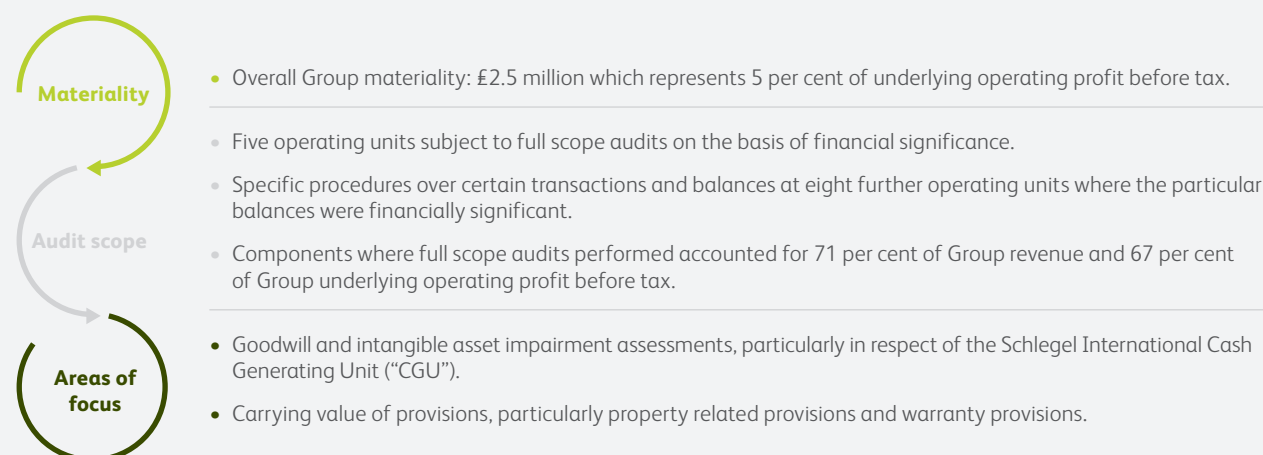 Materiality
• Overall Group materiality: £2.5 million which represents 5 per cent of underlying operating profit before tax.
• Five operating units subject to full scope audits on the basis of financial significance.
• Specific procedures over certain transactions and balances at eight further operating units where the particular
balances were financially significant.
Audit scope
• Components where full scope audits performed accounted for 71 per cent of Group revenue and 67 per cent
of Group underlying operating profit before tax.
• Goodwill and intangible asset impairment assessments, particularly in respect of the Schlegel International Cash
Generating Unit (“CGU”).
Areas of
focus
• Carrying value of provisions, particularly property related provisions and warranty provisions.